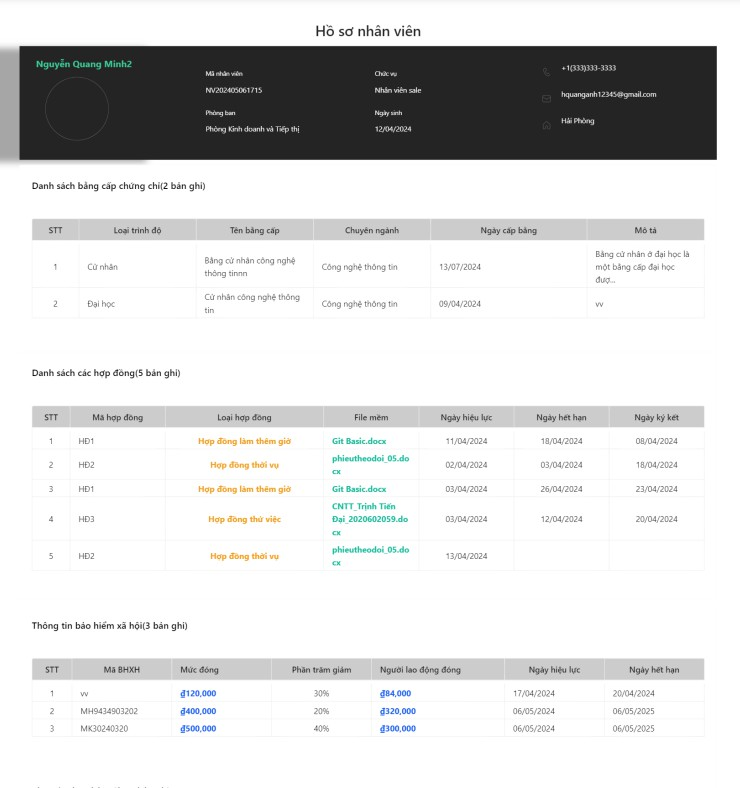 Hồ sơ nhân viên
Nguyễn Quang Minh2
Mã nhân viên
NV202405061715
Phòng ban
Phòng Kinh doanh và Tiếp thị
Chức vụ
Nhân viên sale
Ngày sinh
12/04/2024
+1(333)333-3333
hquanganh12345@gmail.com
Hải Phòng
Danh sách bằng cấp chứng chỉ(2 bản ghi)
STT Loại trình độ Tên bằng cấp Chuyên ngành Ngày cấp bằng Mô tả
1 Cử nhân Bằng cử nhân công nghệ thông tinnn Công nghệ thông tin 13/07/2024 Bằng cử nhân ở đại học là một bằng cấp đại học đượ...
2 Đại học Cử nhân công nghệ thông tin Công nghệ thông tin 09/04/2024 vv
Danh sách các hợp đồng(5 bản ghi)
STT Mã hợp đồng Loại hợp đồng File mềm Ngày hiệu lực Ngày hết hạn Ngày ký kết
1 HĐ1 Hợp đồng làm thêm giờ Git Basic.docx 11/04/2024 18/04/2024 08/04/2024
2 HĐ2 Hợp đồng thời vụ phieutheodoi_05.docx 02/04/2024 03/04/2024 18/04/2024
3 HĐ1 Hợp đồng làm thêm giờ Git Basic.docx 03/04/2024 26/04/2024 23/04/2024
4 HĐ3 Hợp đồng thử việc CNTT_Trịnh Tiến Đại_2020602059.docx 03/04/2024 12/04/2024 20/04/2024
5 HĐ2 Hợp đồng thời vụ phieutheodoi_05.docx 13/04/2024
Thông tin bảo hiểm xã hội(3 bản ghi)
STT Mã BHXH Mức đóng Phần trăm giảm Người lao động đóng Ngày hiệu lực Ngày hết hạn
1 vv ₫120,000 30% ₫84,000 17/04/2024 20/04/2024
2 MH9434903202 ₫400,000 20% ₫320,000 06/05/2024 06/05/2025
3 MK30240320 ₫500,000 40% ₫300,000 06/05/2024 06/05/2025